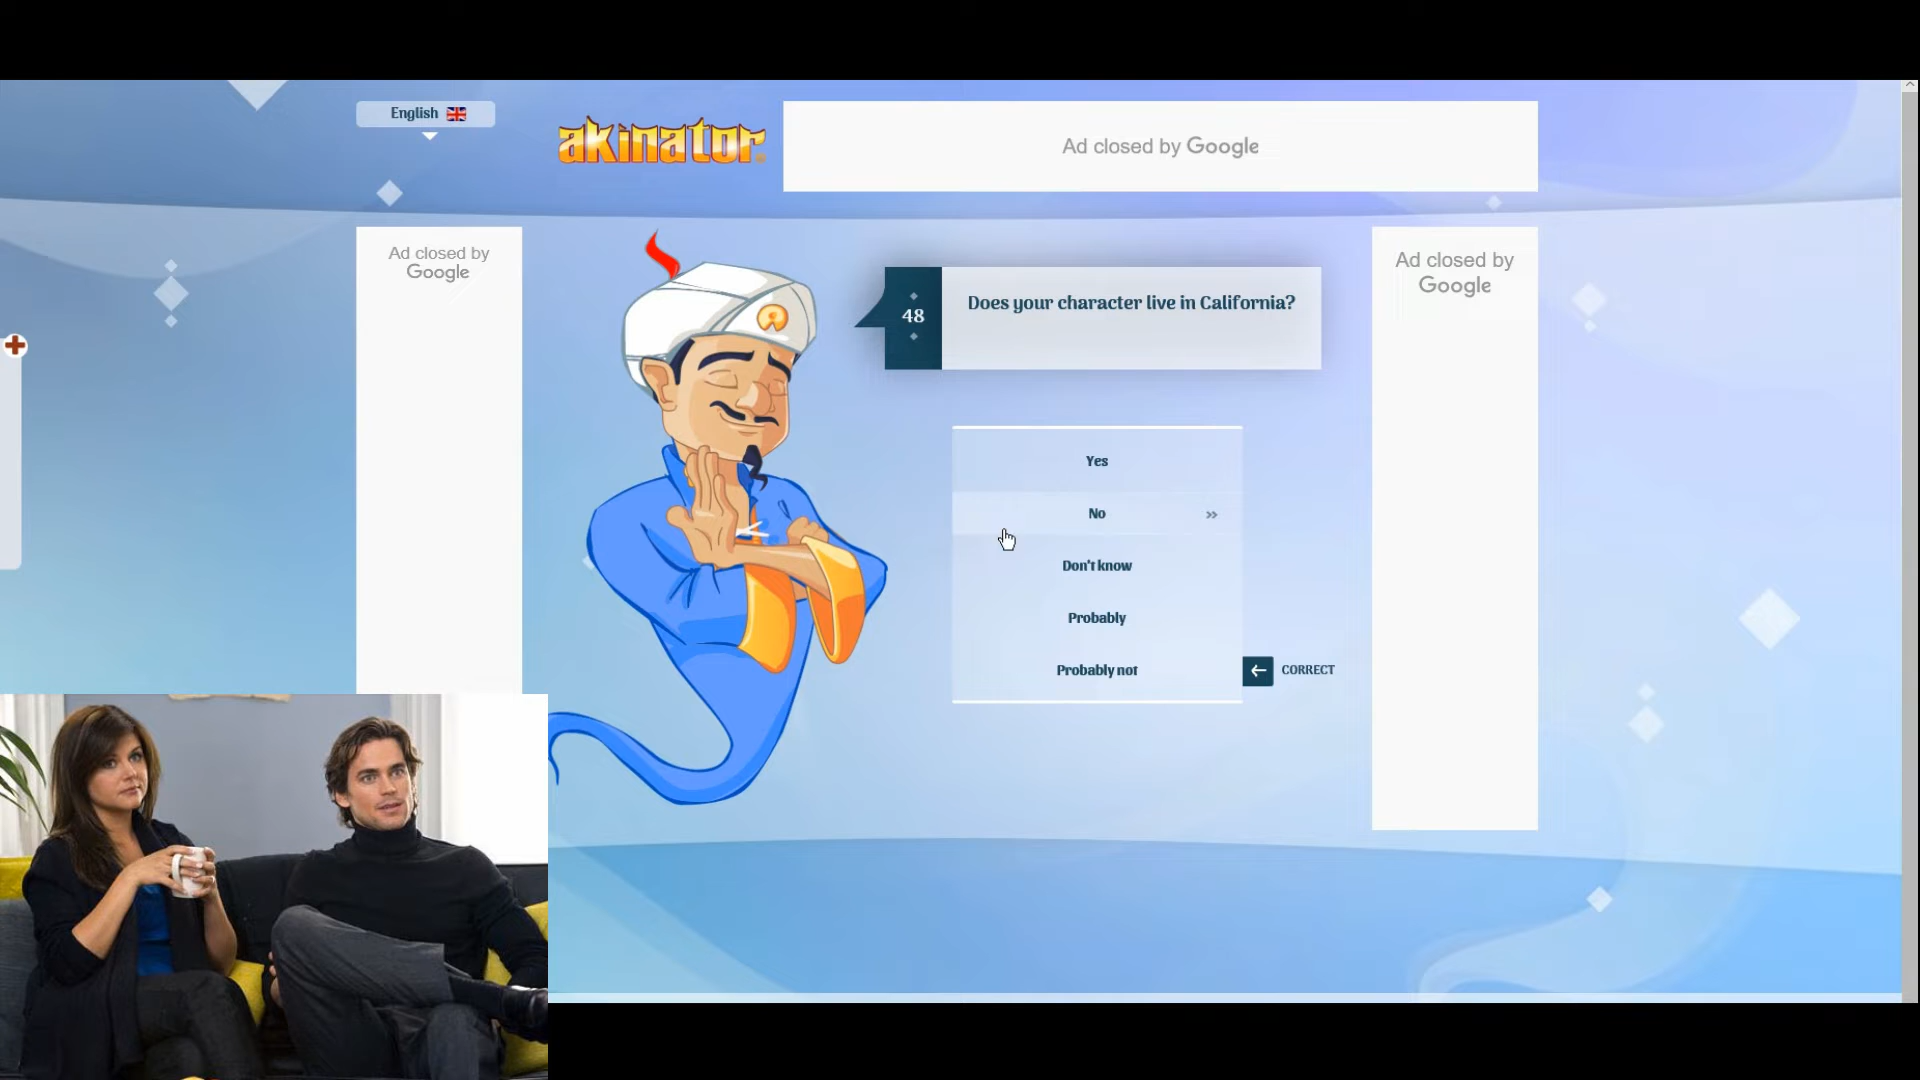 English
akinator
Ad closed by Google
Ad closed by
Google
48
Does your character live in California?
Ad closed by
Google
Yes
No
Don't know
Probably
Probably not
CORRECT